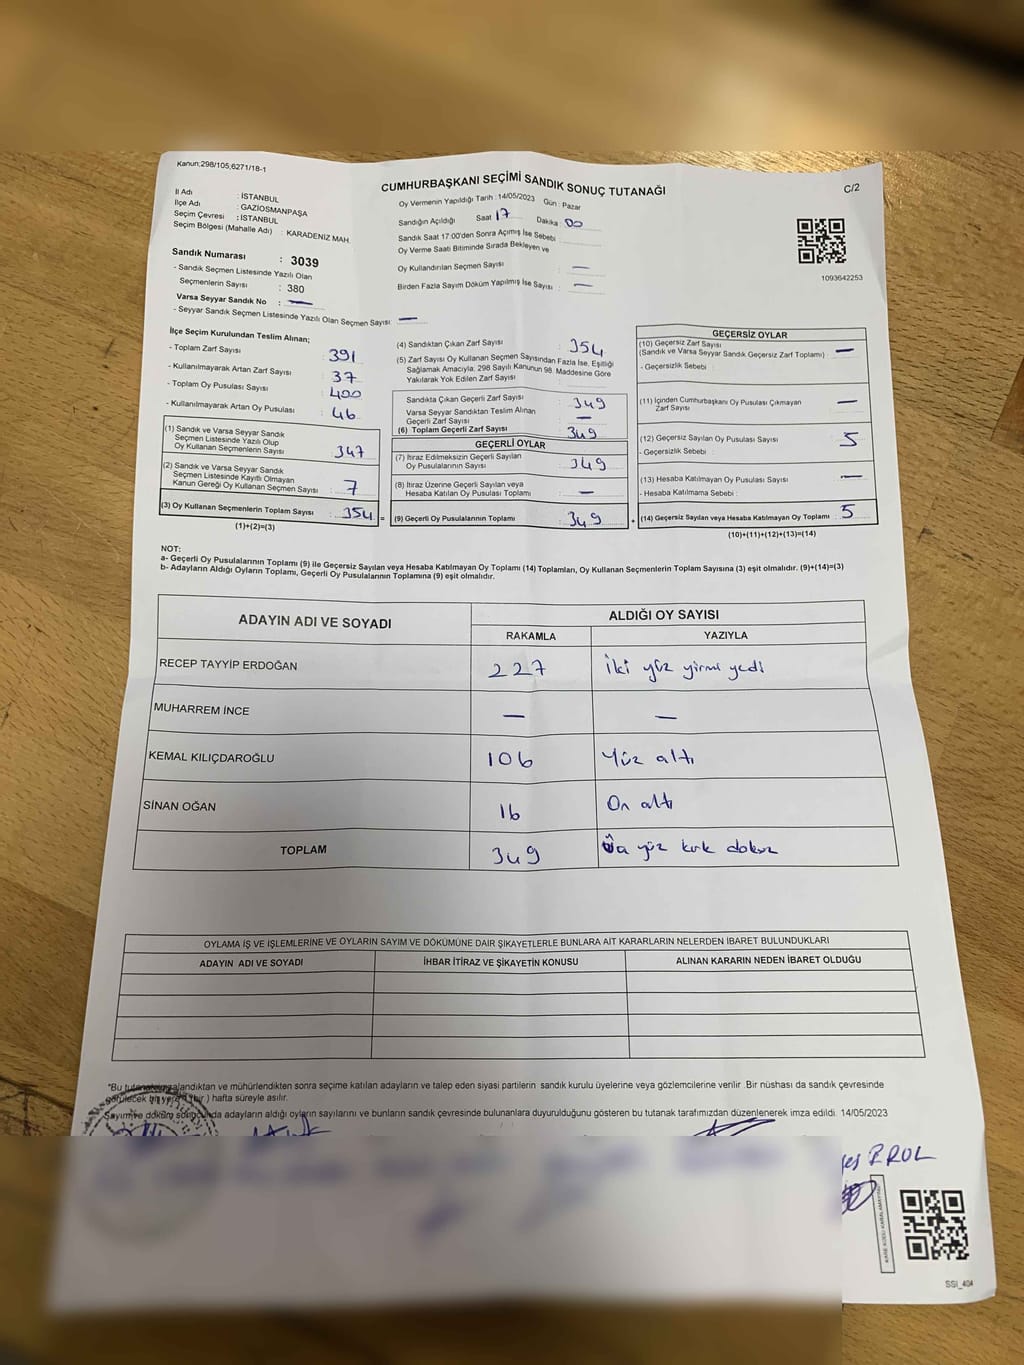 Kanun;298/105;6271/18-1
CUMHURBAŞKANI SEÇİMİ SANDIK SONUÇ TUTANAĞI
C/2
İl Adı : İSTANBUL
İlçe Adı : GAZİOSMANPAŞA
Seçim Çevresi : İSTANBUL
Seçim Bölgesi (Mahalle Adı) : KARADENİZ MAH.
Oy Vermenin Yapıldığı Tarih : 14/05/2023 Gün : Pazar
Sandığın Açıldığı Saat 17 Dakika : 00
Sandık Saat 17:00'den Sonra Açımış İse Sebebi :
Oy Verme Saati Bitiminde Sırada Bekleyen ve
Oy Kullandırılan Seçmen Sayısı : —
Birden Fazla Sayım Döküm Yapılmış İse Sayısı : —
1093642253
Sandık Numarası : 3039
- Sandık Seçmen Listesinde Yazılı Olan
Seçmenlerin Sayısı : 380
Varsa Seyyar Sandık No : —
- Seyyar Sandık Listesinde Yazılı Olan Seçmen Sayısı : —
İlçe Seçim Kurulundan Teslim Alınan;
- Toplam Zarf Sayısı : 391
- Kullanılmayarak Artan Zarf Sayısı : 37
- Toplam Oy Pusulası Sayısı : 400
- Kullanılmayarak Artan Oy Pusulası : 46
(1) Sandık ve Varsa Seyyar Sandık
Seçmen Listesinde Yazılı Olup
Oy Kullanan Seçmenlerin Sayısı : 347
(2) Sandık ve Varsa Seyyar Sandık
Seçmen Listesinde Kayıtlı Olmayan
Kanun Gereği Oy Kullanan Seçmen Sayısı : 7
(3) Oy Kullanan Seçmenlerin Toplam Sayısı : 354 =
(1)+(2)=(3)
(4) Sandıktan Çıkan Zarf Sayısı : 354
(5) Zarf Sayısı Oy Kullanan Seçmen Sayısından Fazla İse, Eşitliği
Sağlamak Amacıyla; 298 Sayılı Kanunun 98. Maddesine Göre
Yakılarak Yok Edilen Zarf Sayısı :
Sandıkta Çıkan Geçerli Zarf Sayısı : 349
Varsa Seyyar Sandıktan Teslim Alınan
Geçerli Zarf Sayısı : —
(6) Toplam Geçerli Zarf Sayısı : 349
GEÇERLİ OYLAR
(7) İtiraz Edilmeksizin Geçerli Sayılan
Oy Pusulalarının Sayısı : 349
(8) İtiraz Üzerine Geçerli Sayılan veya
Hesaba Katılan Oy Pusulası Toplamı : —
(9) Geçerli Oy Pusulalarının Toplamı : 349 +
GEÇERSİZ OYLAR
(10) Geçersiz Zarf Sayısı
(Sandık ve Varsa Seyyar Sandık Geçersiz Zarf Toplamı) : —
- Geçersizlik Sebebi :
(11) İçinden Cumhurbaşkanı Oy Pusulası Çıkmayan
Zarf Sayısı : —
(12) Geçersiz Sayılan Oy Pusulası Sayısı : 5
- Geçersizlik Sebebi :
(13) Hesaba Katılmayan Oy Pusulası Sayısı : —
- Hesaba Katılmama Sebebi :
(14) Geçersiz Sayılan veya Hesaba Katılmayan Oy Toplamı : 5
(10)+(11)+(12)+(13)=(14)
NOT:
a- Geçerli Oy Pusulalarının Toplamı (9) ile Geçersiz Sayılan veya Hesaba Katılmayan Oy Toplamı (14) Toplamları, Oy Kullanan Seçmenlerin Toplam Sayısına (3) eşit olmalıdır. (9)+(14)=(3)
b- Adayların Aldığı Oyların Toplamı, Geçerli Oy Pusulalarının Toplamına (9) eşit olmalıdır.
ADAYIN ADI VE SOYADI
ALDIĞI OY SAYISI
RAKAMLA YAZIYLA
RECEP TAYYİP ERDOĞAN 227 İki yüz yirmi yedi
MUHARREM İNCE — —
KEMAL KILIÇDAROĞLU 106 Yüz altı
SİNAN OĞAN 16 On altı
TOPLAM 349 yüz kırk dokuz
OYLAMA İŞ VE İŞLEMLERİNE VE OYLARIN SAYIM VE DÖKÜMÜNE DAİR ŞİKAYETLERLE BUNLARA AİT KARARLARIN NELERDEN İBARET BULUNDUKLARI
ADAYIN ADI VE SOYADI İHBAR İTİRAZ VE ŞİKAYETİN KONUSU ALINAN KARARIN NEDEN İBARET OLDUĞU
*Bu imzalandıktan ve mühürlendikten sonra seçime katılan adayların ve talep eden siyasi partilerin sandık kurulu üyelerine veya gözlemcilerine verilir. Bir nüshası da sandık çevresinde
hafta süreyle asılır.
Sayım ve döküm adayların aldığı oyların sayılarını ve bunların sandık çevresinde bulunanlara duyurulduğunu gösteren bu tutanak tarafımızdan düzenlenerek imza edildi. 14/05/2023
EROL
SSİ_404